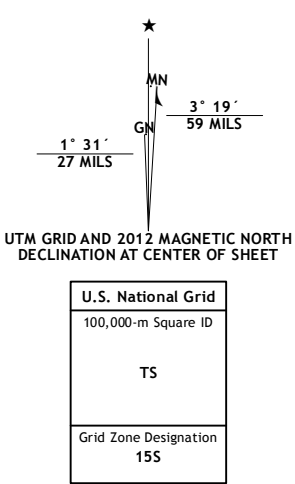 ★
MN
3° 19´
59 MILS
GN
1° 31´
27 MILS
UTM GRID AND 2012 MAGNETIC NORTH
DECLINATION AT CENTER OF SHEET
U.S. National Grid
100,000-m Square ID
TS
Grid Zone Designation
15S